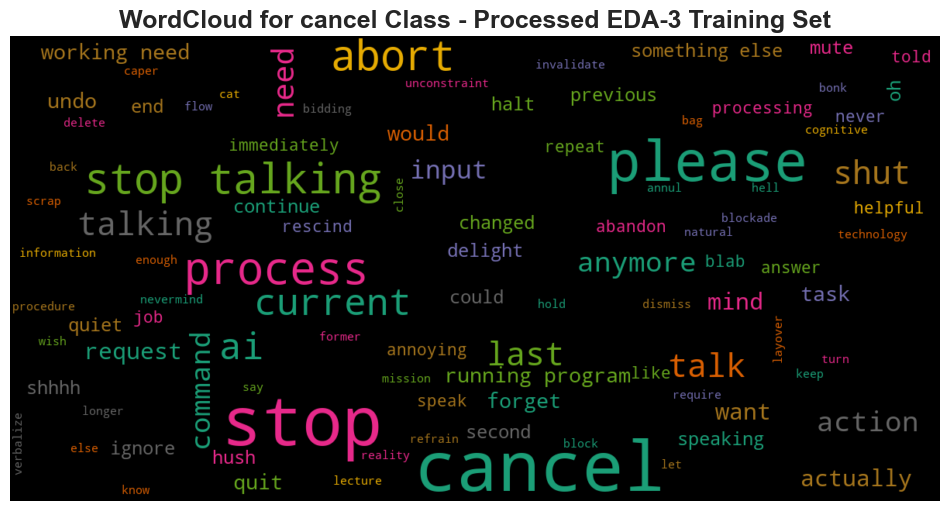 WordCloud for cancel Class - Processed EDA-3 Training Set
working need
caper
need
abort
unconstraint
something else
invalidate
mute
told
undo
end
flow
cat
bidding
halt
previous
processing
bonk
oh
delete
would
bag
never
cognitive
back
immediately
stop talking
close
input
repeat
please
annul
hell
shut
scrap
continue
talking
rescind
changed
abandon
blockade
natural
helpful
technology
information
enough
process
delight
anymore
blab
answer
procedure
nevermind
current
could
hold
dismiss
mind
task
job
quiet
wish
former
request
command
ai
annoying
last
layover
turn
talk
shhhh
say
mission
running program
like
keep
require
longer
stop
speak
forget
want
action
verbalize
else
ignore
hush
refrain
second
block
speaking
reality
cancel
let
know
quit
lecture
actually